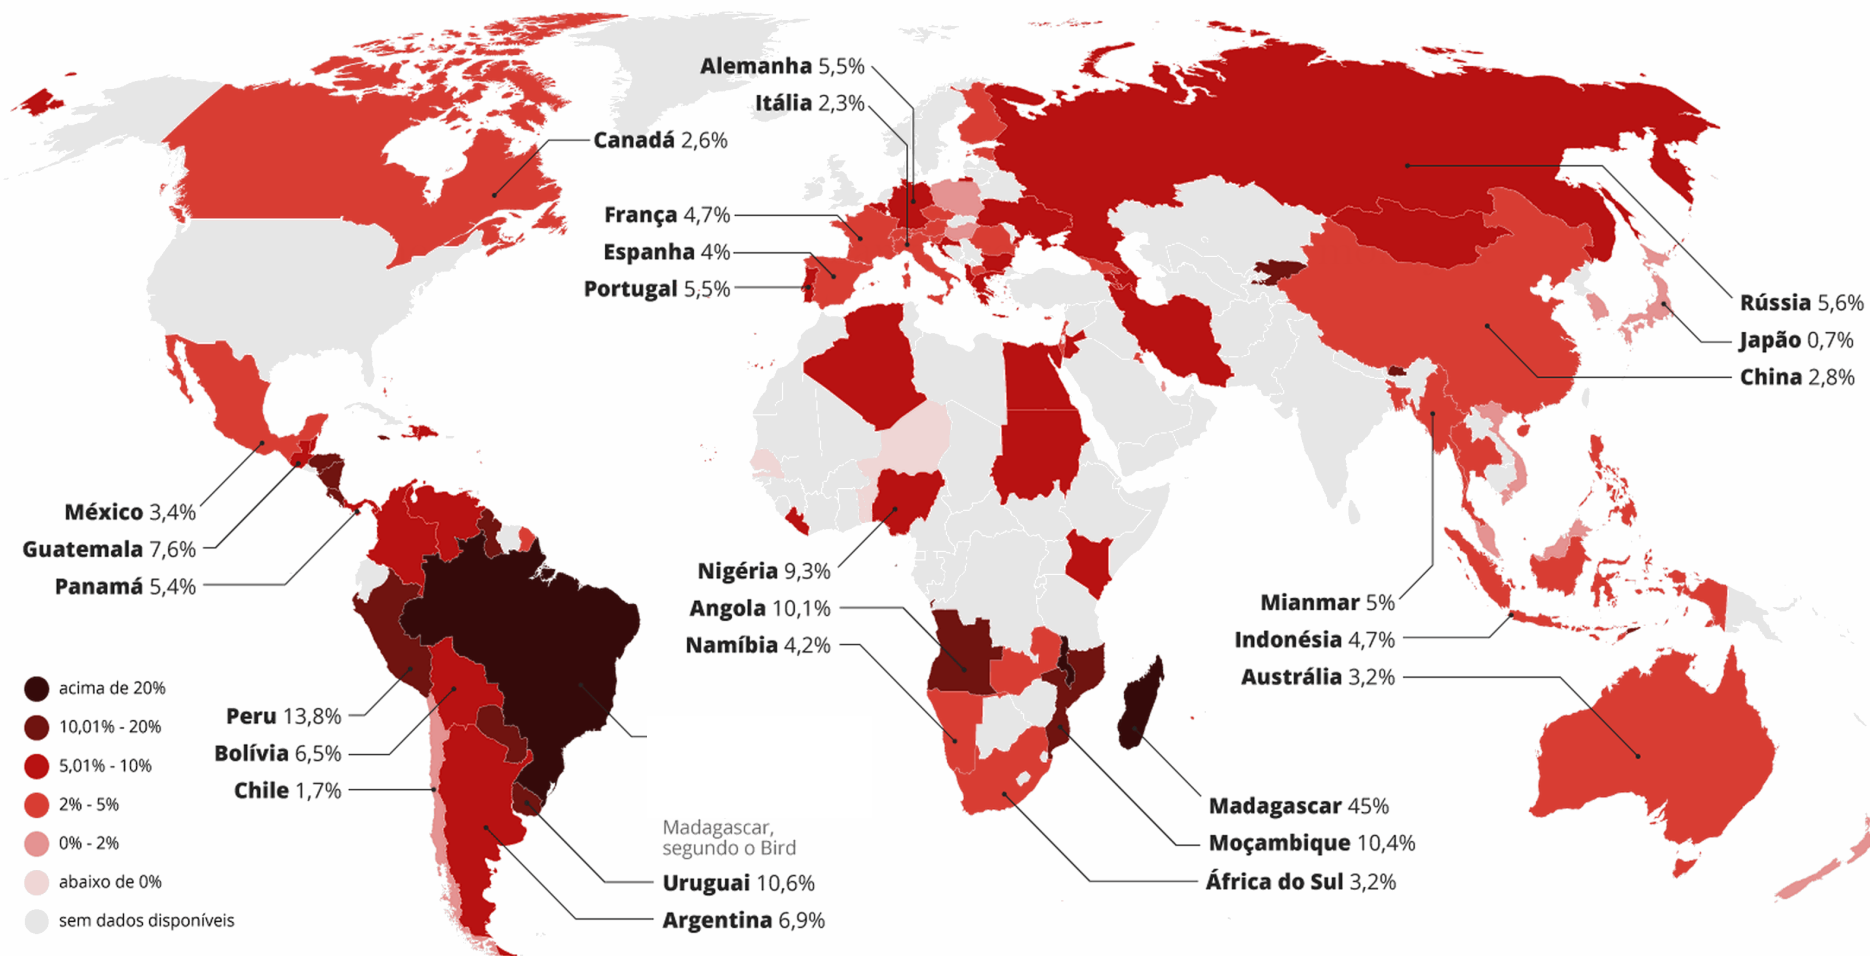 Alemanha 5,5%
Itália 2,3%
Canadá 2,6%
França 4,7%
Espanha 4%
Portugal 5,5%
Rússia 5,6%
Japão 0,7%
China 2,8%
México 3,4%
Guatemala 7,6%
Panamá 5,4%
Nigéria 9,3%
Angola 10,1%
Namíbia 4,2%
Mianmar 5%
Indonésia 4,7%
Austrália 3,2%
acima de 20%
10,01% - 20%
5,01% - 10%
2% - 5%
0% - 2%
abaixo de 0%
sem dados disponíveis
Peru 13,8%
Bolívia 6,5%
Chile 1,7%
Madagascar,
segundo o Bird
Uruguai 10,6%
Argentina 6,9%
Madagascar 45%
Moçambique 10,4%
África do Sul 3,2%